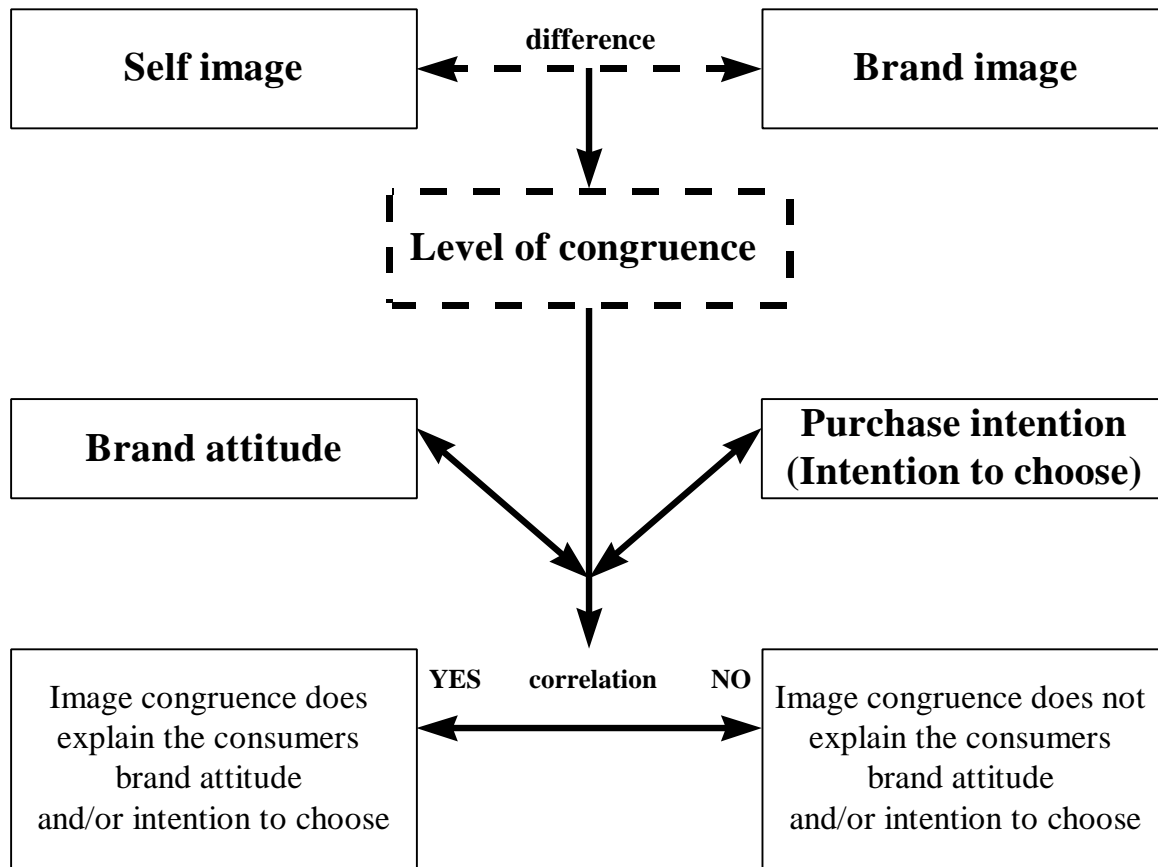 difference
Self image
Brand image
Level of congruence
Brand attitude
Purchase intention
(Intention to choose)
YES correlation NO
Image congruence does
explain the consumers
brand attitude
and/or intention to choose
Image congruence does not
explain the consumers
brand attitude
and/or intention to choose